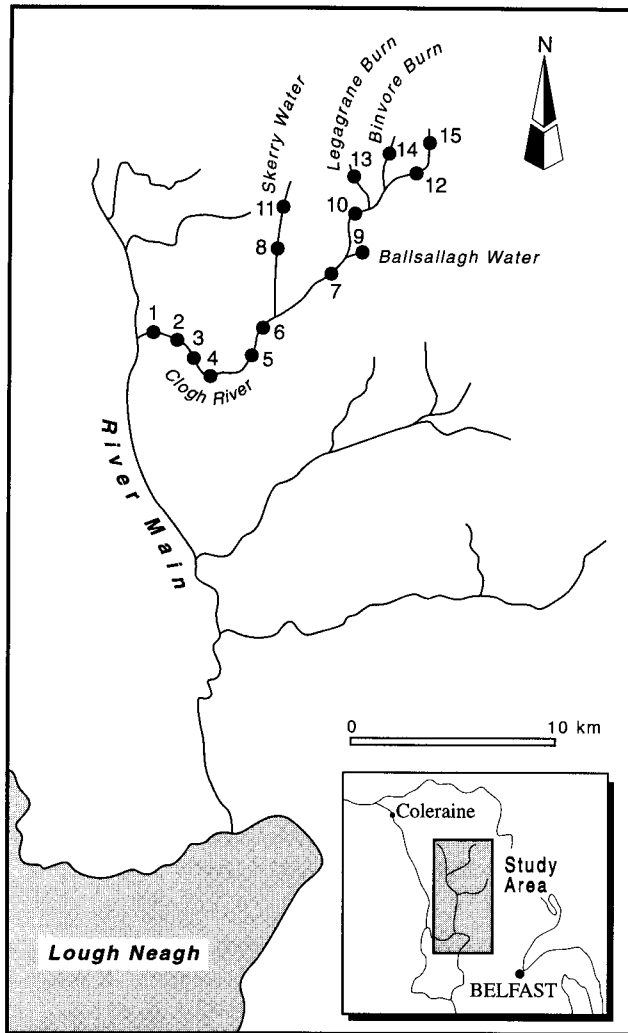 N
Skerry Water
Legagrane Burn
Binvore Burn
15
14
13
12
11
10
9
8
Ballsallagh Water
7
6
1
2
3
4
5
Clogh River
River Main
0 10 km
Coleraine
Study
Area
BELFAST
Lough Neagh